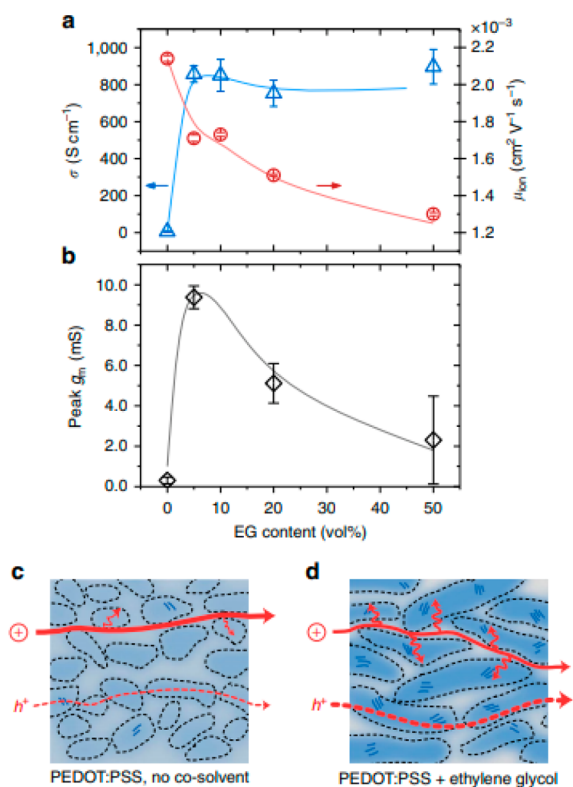 a
×10⁻³
1,000
800
600
400
200
0
σ (S cm⁻¹)
2.2
2.0
1.8
1.6
1.4
1.2
μion (cm² V⁻¹ s⁻¹)
b
10.0
8.0
6.0
4.0
2.0
0.0
Peak gm (mS)
0 10 20 30 40 50
EG content (vol%)
c d
+ +
h⁺ h⁺
PEDOT:PSS, no co-solvent PEDOT:PSS + ethylene glycol